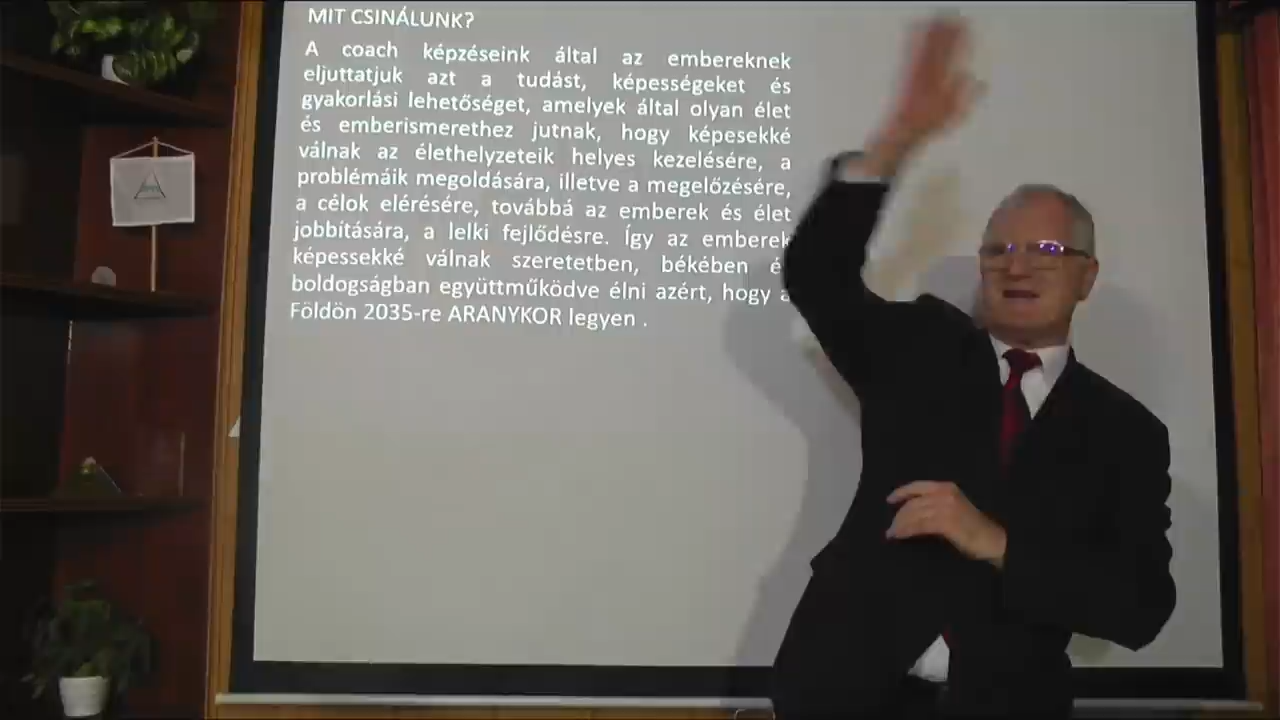 MIT CSINÁLUNK?
A coach képzéseink által az embereknek
eljuttatjuk azt a tudást, képességeket és
gyakorlási lehetőséget, amelyek által olyan élet
és emberismerethez jutnak, hogy képesekké
válnak az élethelyzeteik helyes kezelésére, a
problémáik megoldására, illetve a megelőzésére,
a célok elérésére, továbbá az emberek és élet
jobbítására, a lelki fejlődésre. Így az emberek
képessekké válnak szeretetben, békében
boldogságban együttműködve élni azért, hogy a
Földön 2035-re ARANYKOR legyen .